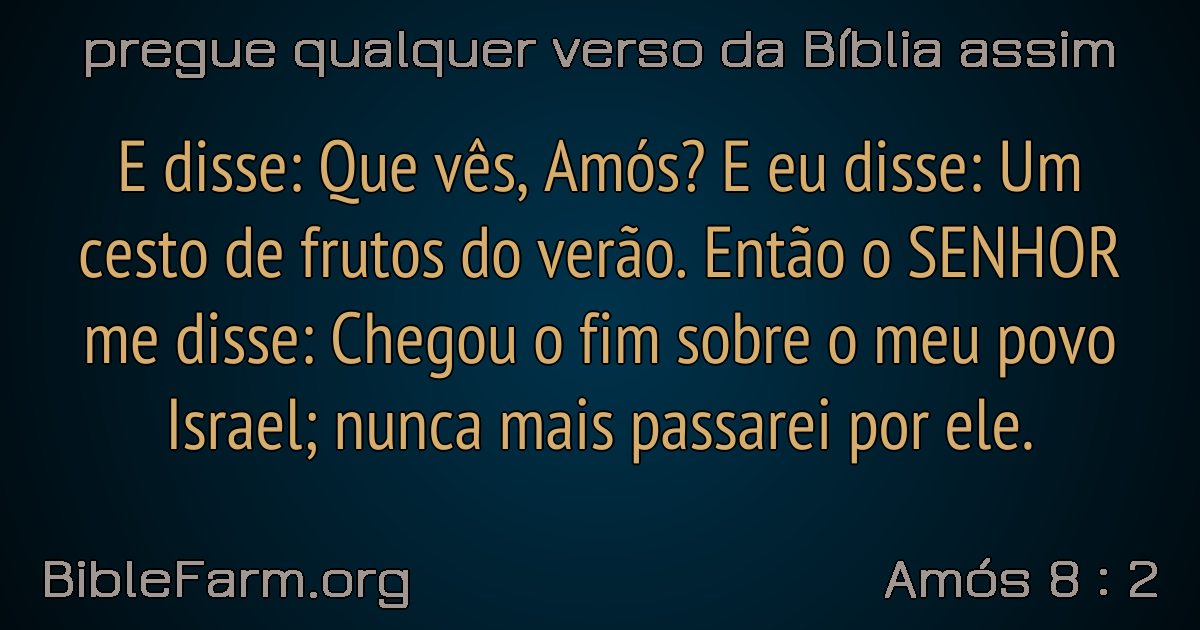 pregue qualquer verso da Bíblia assim
E disse: Que vês, Amós? E eu disse: Um
cesto de frutos do verão. Então o SENHOR
me disse: Chegou o fim sobre o meu povo
Israel; nunca mais passarei por ele.
BibleFarm.org
Amós 8 : 2